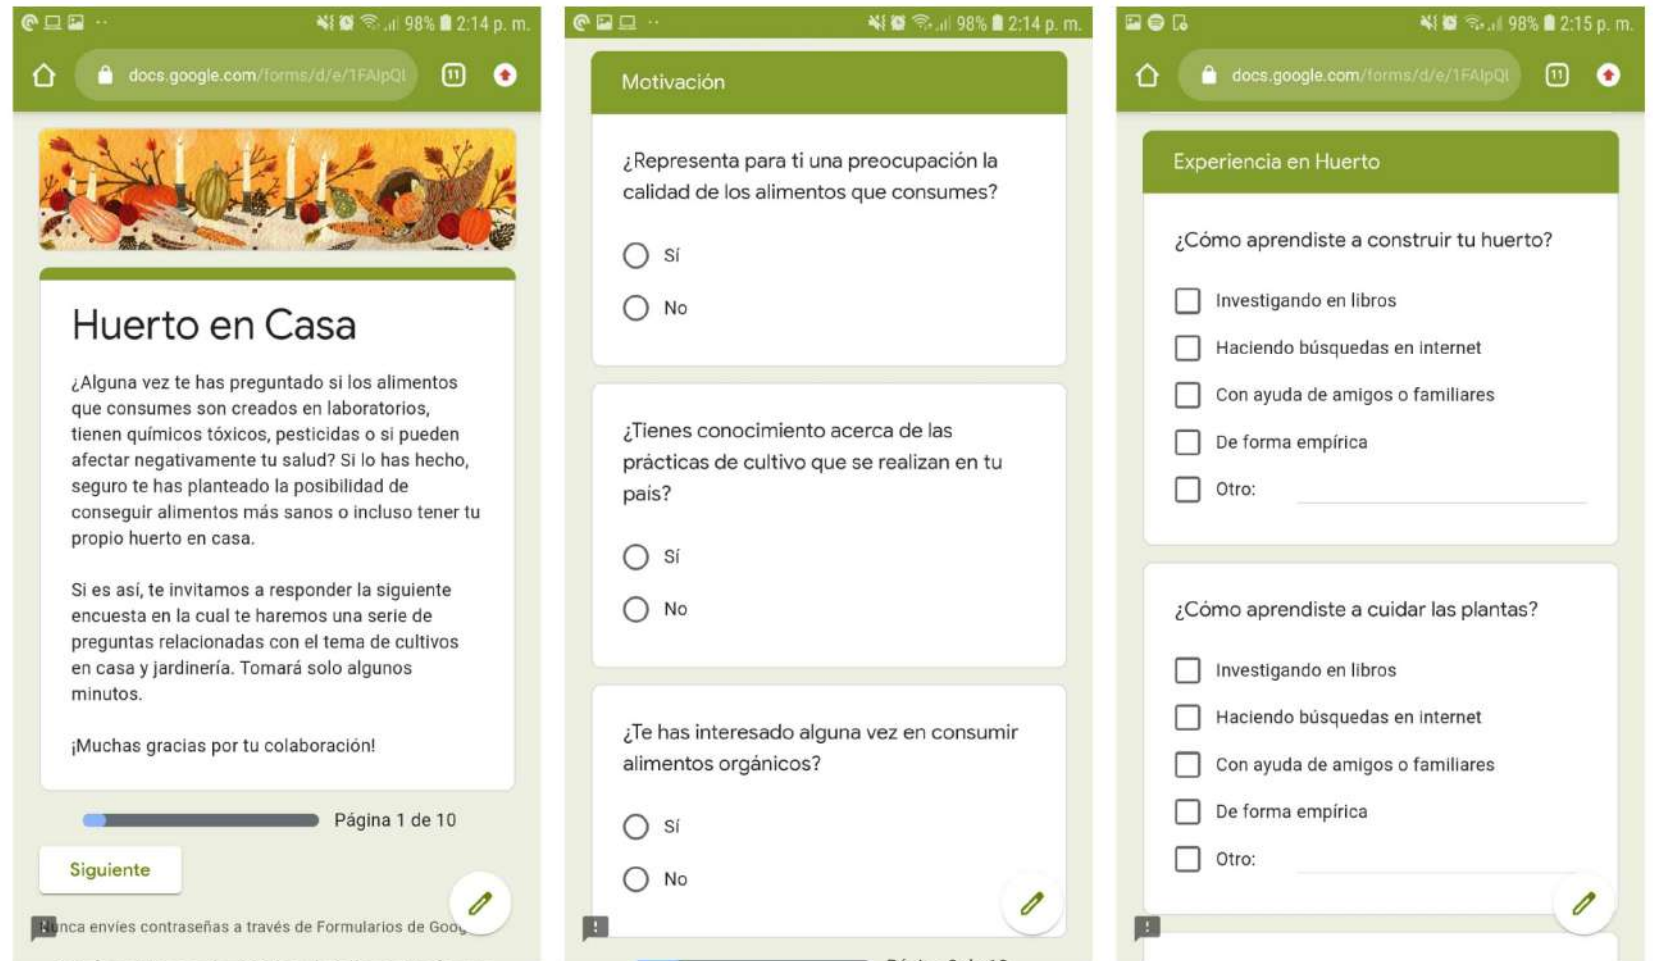 98% 2:14 p. m.
docs.google.com/forms/d/e/1FAIpQL
11
Huerto en Casa
¿Alguna vez te has preguntado si los alimentos
que consumes son creados en laboratorios,
tienen químicos tóxicos, pesticidas o si pueden
afectar negativamente tu salud? Si lo has hecho,
seguro te has planteado la posibilidad de
conseguir alimentos más sanos o incluso tener tu
propio huerto en casa.
Si es así, te invitamos a responder la siguiente
encuesta en la cual te haremos una serie de
preguntas relacionadas con el tema de cultivos
en casa y jardinería. Tomará solo algunos
minutos.
¡Muchas gracias por tu colaboración!
Página 1 de 10
Siguiente
Nunca envíes contraseñas a través de Formularios de Goog
98% 2:14 p. m.
Motivación
¿Representa para ti una preocupación la
calidad de los alimentos que consumes?
Sí
No
¿Tienes conocimiento acerca de las
prácticas de cultivo que se realizan en tu
país?
Sí
No
¿Te has interesado alguna vez en consumir
alimentos orgánicos?
Sí
No
98% 2:15 p. m.
docs.google.com/forms/d/e/1FAIpQL
11
Experiencia en Huerto
¿Cómo aprendiste a construir tu huerto?
Investigando en libros
Haciendo búsquedas en internet
Con ayuda de amigos o familiares
De forma empírica
Otro:
¿Cómo aprendiste a cuidar las plantas?
Investigando en libros
Haciendo búsquedas en internet
Con ayuda de amigos o familiares
De forma empírica
Otro: